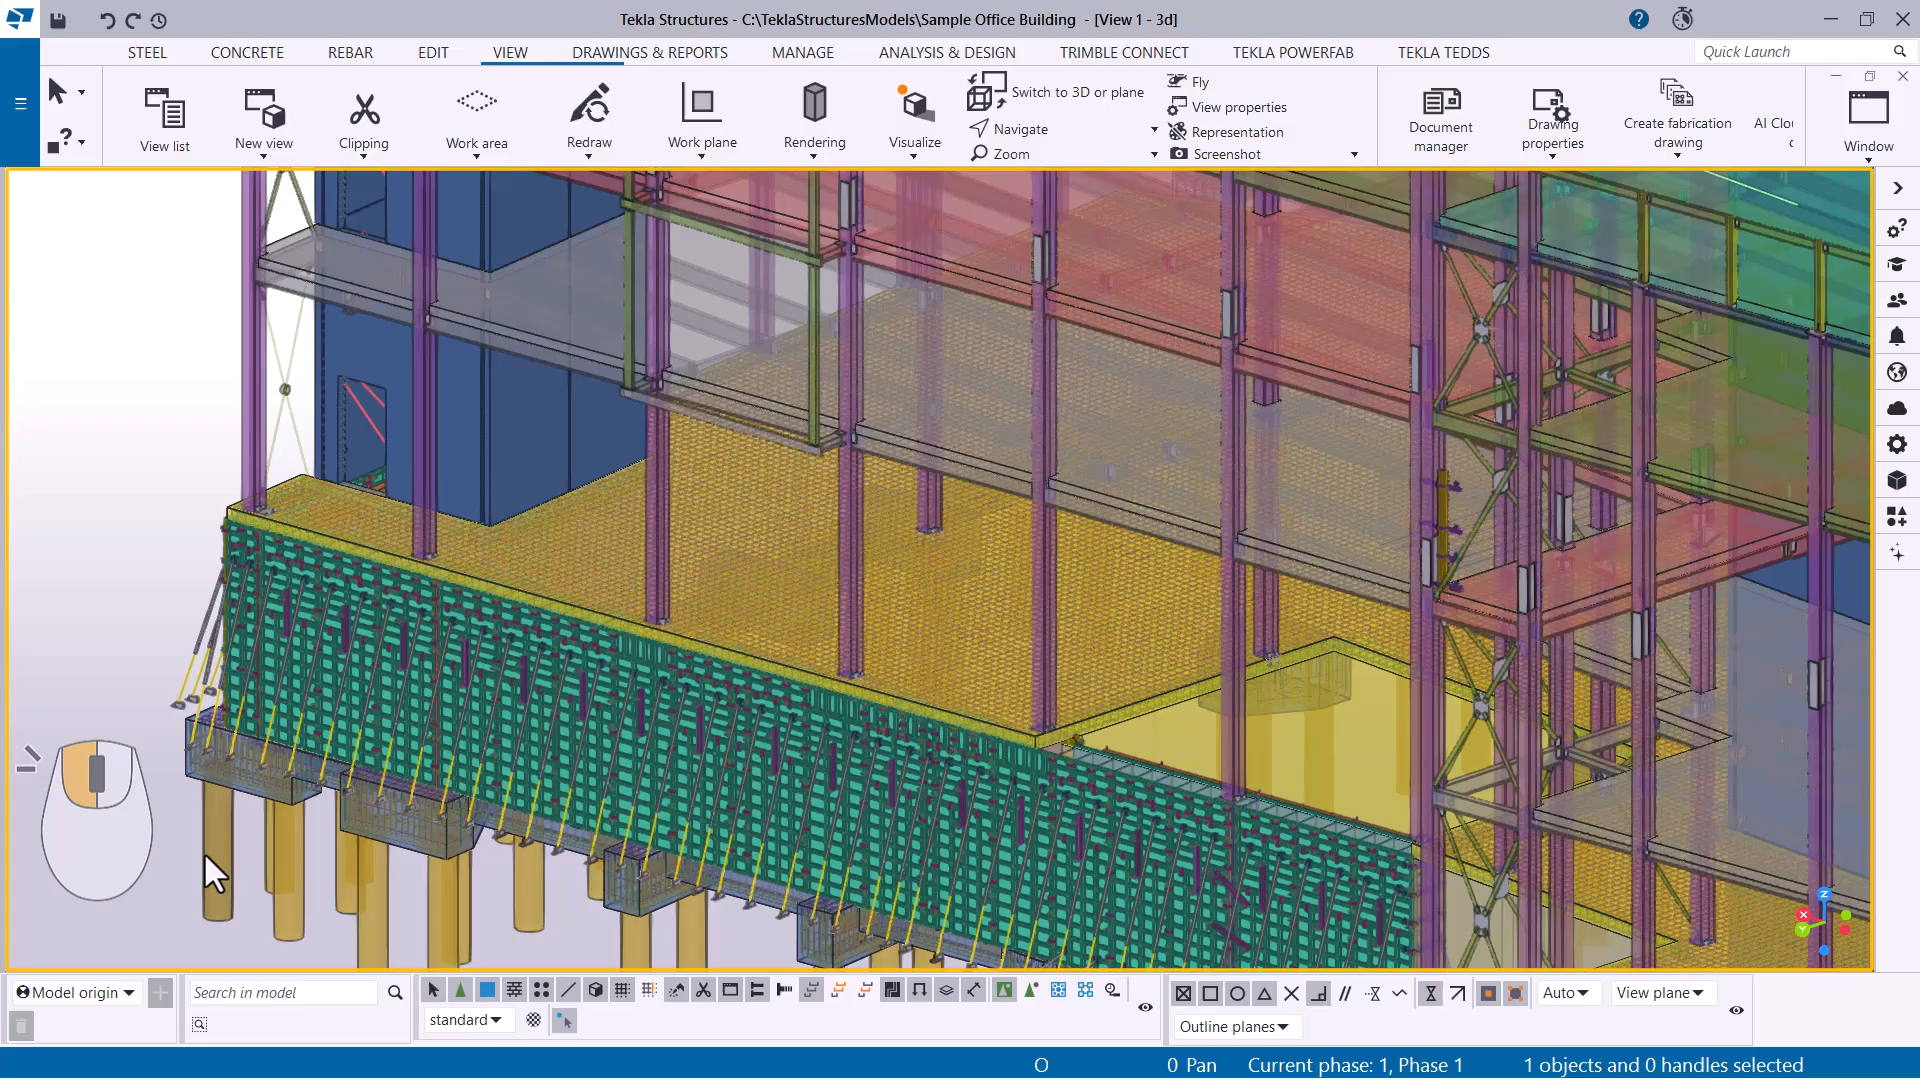 Tekla Structures - C:\TeklaStructuresModels\Sample Office Building - [View 1 - 3d]
STEEL CONCRETE REBAR EDIT VIEW DRAWINGS & REPORTS MANAGE ANALYSIS & DESIGN TRIMBLE CONNECT TEKLA POWERFAB TEKLA TEDDS
Quick Launch
View list
New view
Clipping
Work area
Redraw
Work plane
Rendering
Visualize
Switch to 3D or plane
Navigate
Zoom
Fly
View properties
Representation
Screenshot
Document
manager
Drawing
properties
Create fabrication
drawing
AI Clou
c
Window
Z
X
Y
Model origin
Search in model
standard
Auto
View plane
Outline planes
O
0 Pan
Current phase: 1, Phase 1
1 objects and 0 handles selected